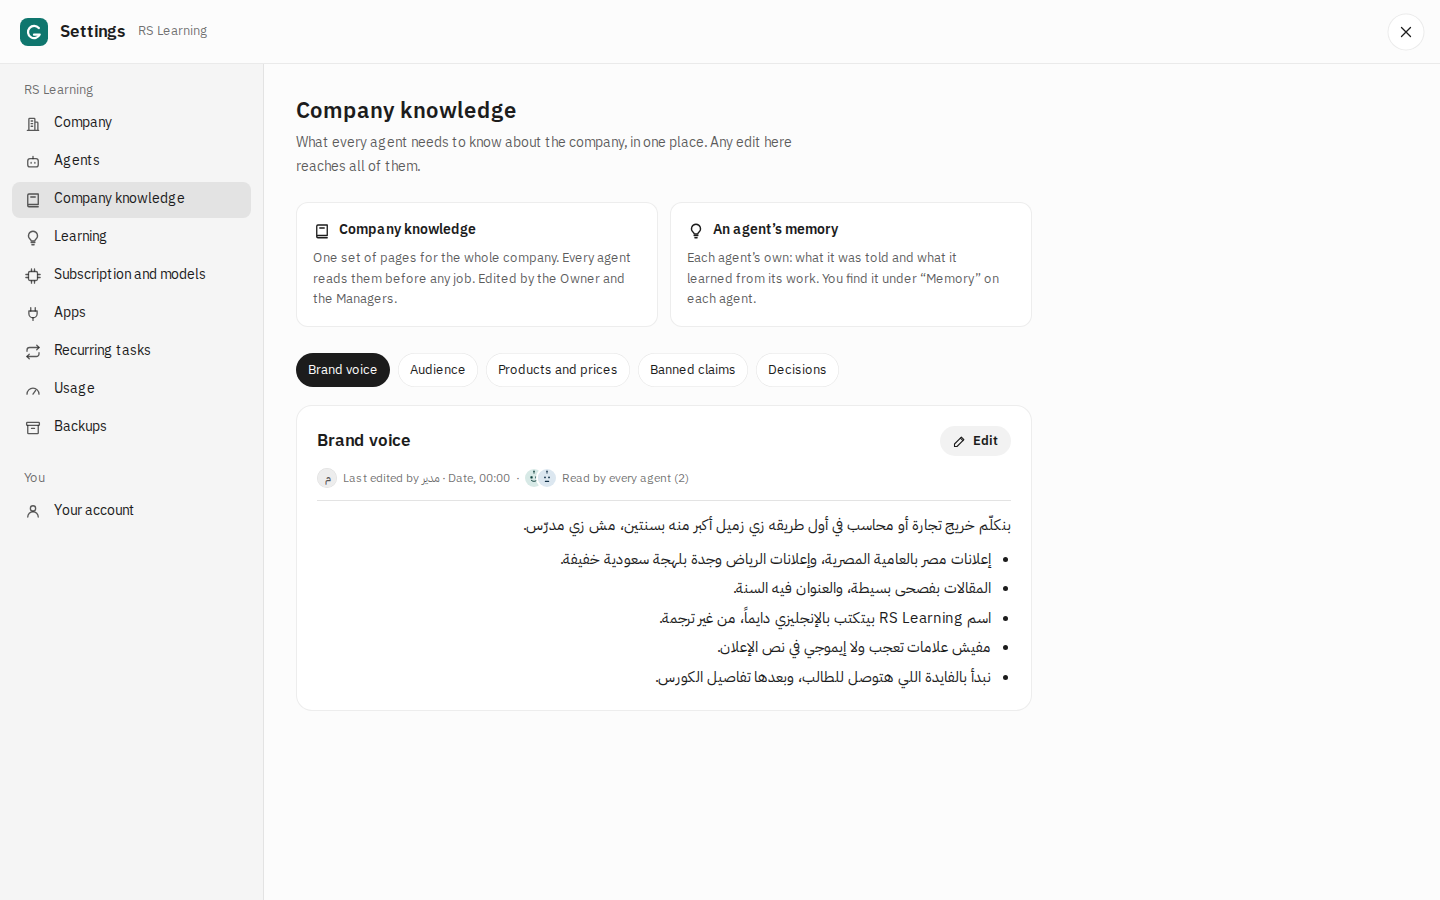 Settings RS Learning
RS Learning
Company
Agents
Company knowledge
Learning
Subscription and models
Apps
Recurring tasks
Usage
Backups
You
Your account
Company knowledge
What every agent needs to know about the company, in one place. Any edit here
reaches all of them.
Company knowledge
One set of pages for the whole company. Every agent
reads them before any job. Edited by the Owner and
the Managers.
An agent’s memory
Each agent’s own: what it was told and what it
learned from its work. You find it under “Memory” on
each agent.
Brand voice Audience Products and prices Banned claims Decisions
Brand voice
Edit
م Last edited by مدير · Date, 00:00 · Read by every agent (2)
بنكلّم خريج تجارة أو محاسب في أول طريقه زي زميل أكبر منه بسنتين، مش زي مدرّس.
• إعلانات مصر بالعامية المصرية، وإعلانات الرياض وجدة بلهجة سعودية خفيفة.
• المقالات بفصحى بسيطة، والعنوان فيه السنة.
• اسم RS Learning بيتكتب بالإنجليزي دايماً، من غير ترجمة.
• مفيش علامات تعجب ولا إيموجي في نص الإعلان.
• نبدأ بالفايدة اللي هتوصل للطالب، وبعدها تفاصيل الكورس.